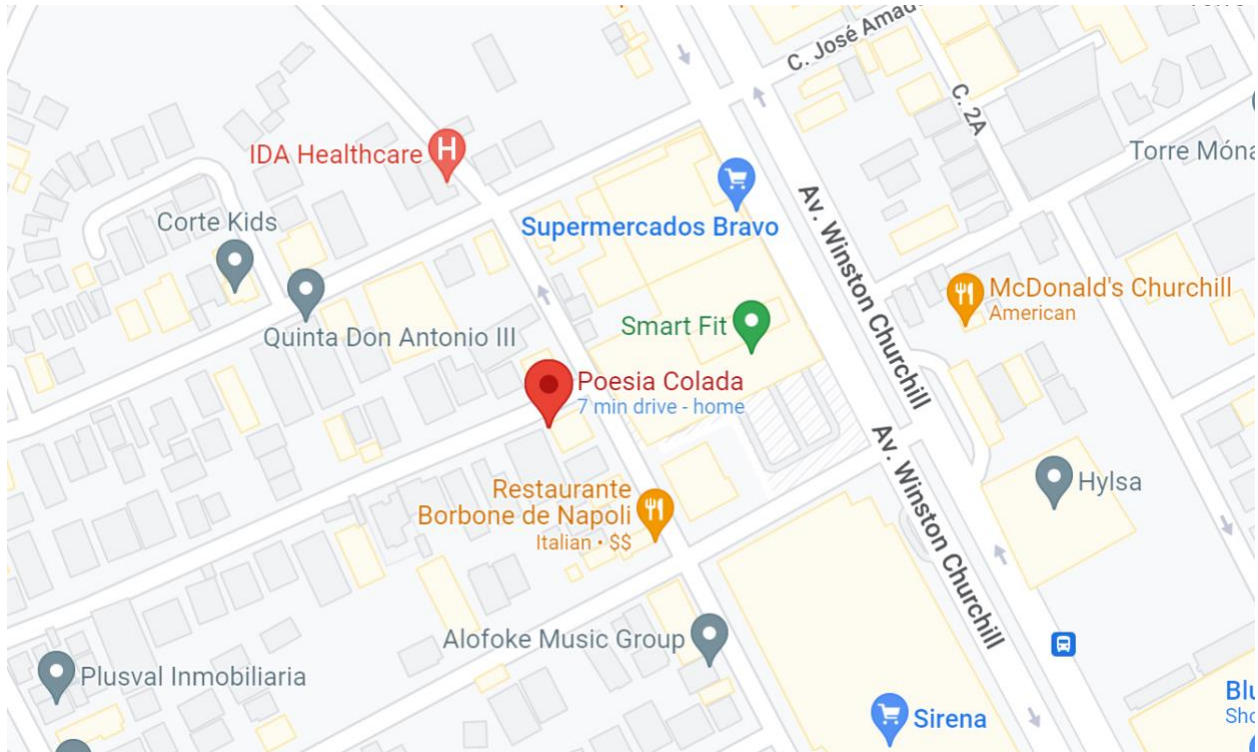 C. José Amad
C. 2A
IDA Healthcare
H
Torre Móna
Corte Kids
Supermercados Bravo
Av. Winston Churchill
McDonald's Churchill
American
Quinta Don Antonio III
Smart Fit
Poesia Colada
7 min drive - home
Av. Winston Churchill
Hylsa
Restaurante
Borbone de Napoli
Italian • $$
Alofoke Music Group
Plusval Inmobiliaria
Sirena
Blu
Sho